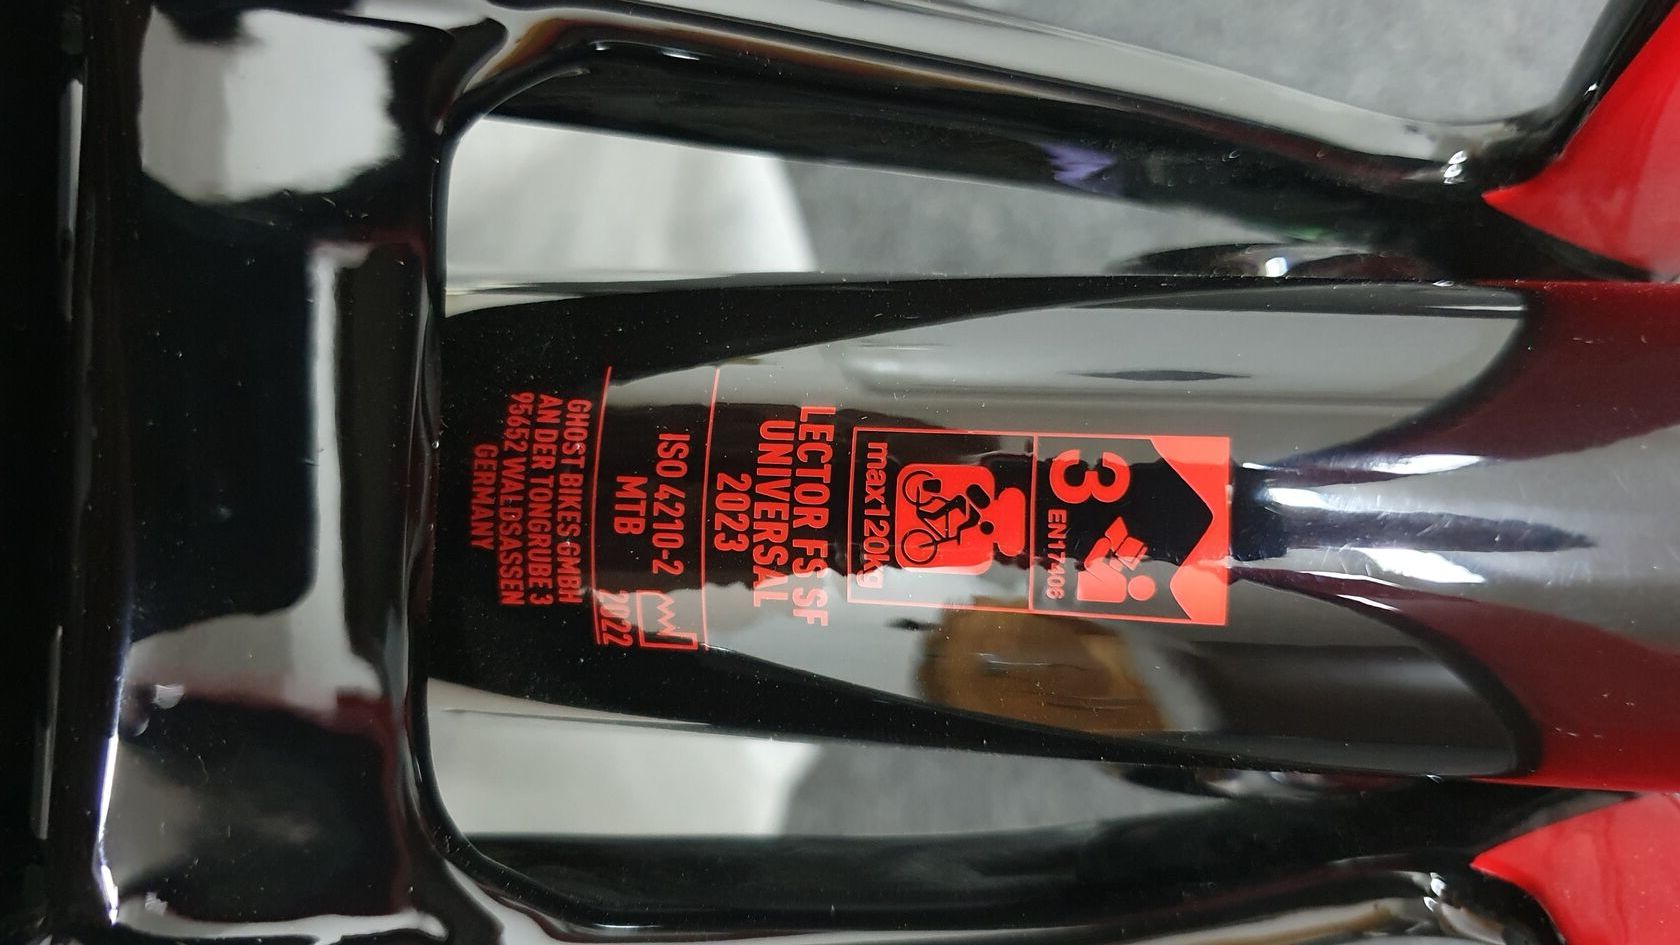 3
EN17406
max120kg
LECTOR FS SF
UNIVERSAL
2023
ISO 4210-2
MTB
2022
GHOST BIKES GMBH
AN DER TONGRUBE 3
95652 WALDSASSEN
GERMANY